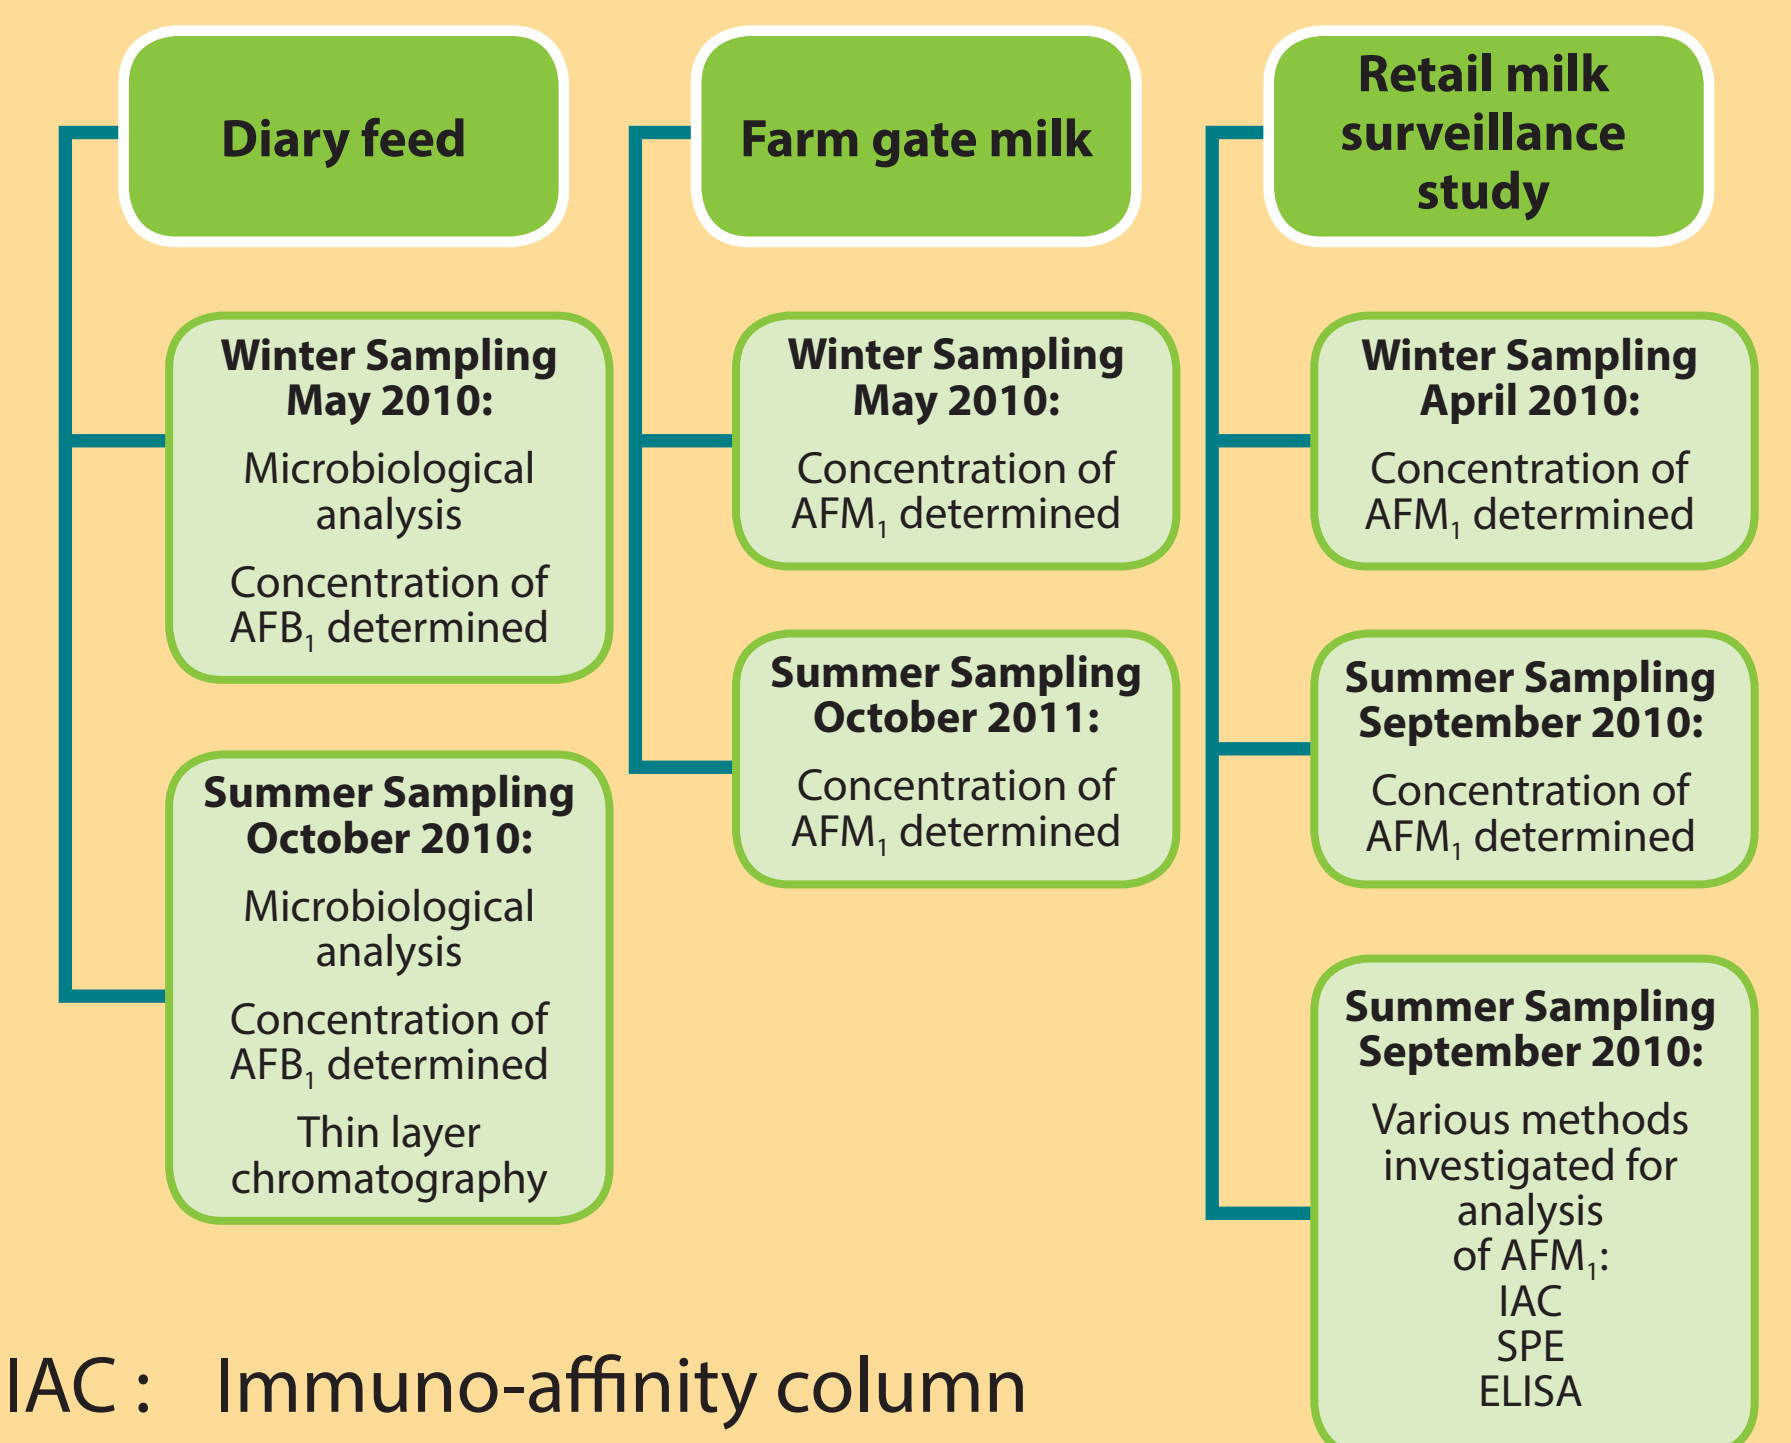 Diary feed
Winter Sampling
May 2010:
Microbiological
analysis
Concentration of
AFB₁ determined
Summer Sampling
October 2010:
Microbiological
analysis
Concentration of
AFB₁ determined
Thin layer
chromatography
Farm gate milk
Winter Sampling
May 2010:
Concentration of
AFM₁ determined
Summer Sampling
October 2011:
Concentration of
AFM₁ determined
Retail milk
surveillance
study
Winter Sampling
April 2010:
Concentration of
AFM₁ determined
Summer Sampling
September 2010:
Concentration of
AFM₁ determined
Summer Sampling
September 2010:
Various methods
investigated for
analysis
of AFM₁:
IAC
SPE
ELISA
IAC : Immuno-affinity column